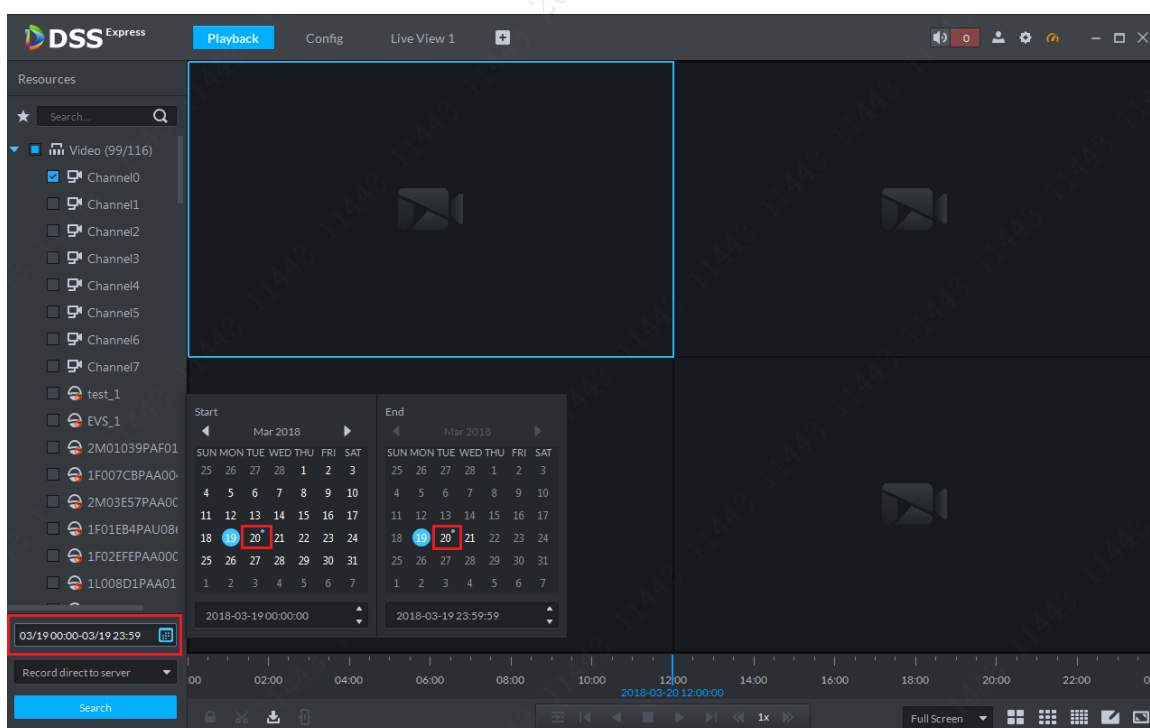 DSS Express
Playback Config Live View 1
0
Resources
Search...
Video (99/116)
Channel0
Channel1
Channel2
Channel3
Channel4
Channel5
Channel6
Channel7
test_1
EVS_1
2M01039PAF01
1F007CBPAA00
2M03E57PAA0C
1F01EB4PAU08
1F02EFEPAA00C
1L008D1PAA01
03/19 00:00-03/19 23:59
Record direct to server
Search
Start
Mar 2018
SUN MON TUE WED THU FRI SAT
25 26 27 28 1 2 3
4 5 6 7 8 9 10
11 12 13 14 15 16 17
18 19 20 21 22 23 24
25 26 27 28 29 30 31
1 2 3 4 5 6 7
2018-03-19 00:00:00
End
Mar 2018
SUN MON TUE WED THU FRI SAT
25 26 27 28 1 2 3
4 5 6 7 8 9 10
11 12 13 14 15 16 17
18 19 20 21 22 23 24
25 26 27 28 29 30 31
1 2 3 4 5 6 7
2018-03-19 23:59:59
00 02:00 04:00 06:00 08:00 10:00 12:00 14:00 16:00 18:00 20:00 22:00 0
2018-03-20 12:00:00
1x
Full Screen